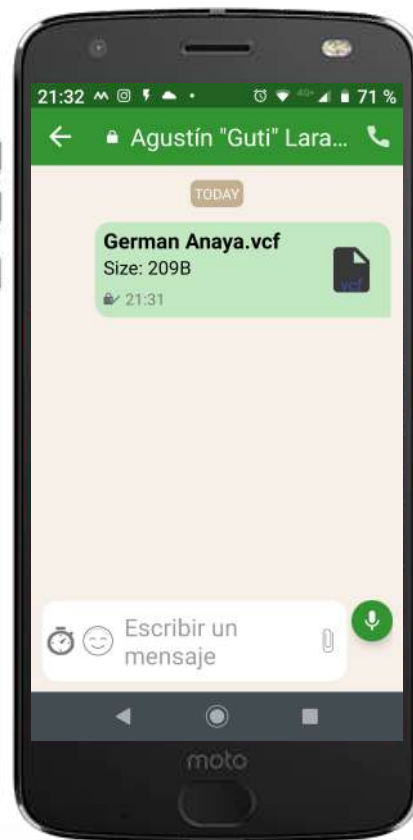 21:32 4G+ 71 %
Agustín "Guti" Lara...
TODAY
German Anaya.vcf
Size: 209B
vcf
21:31
Escribir un
mensaje
moto